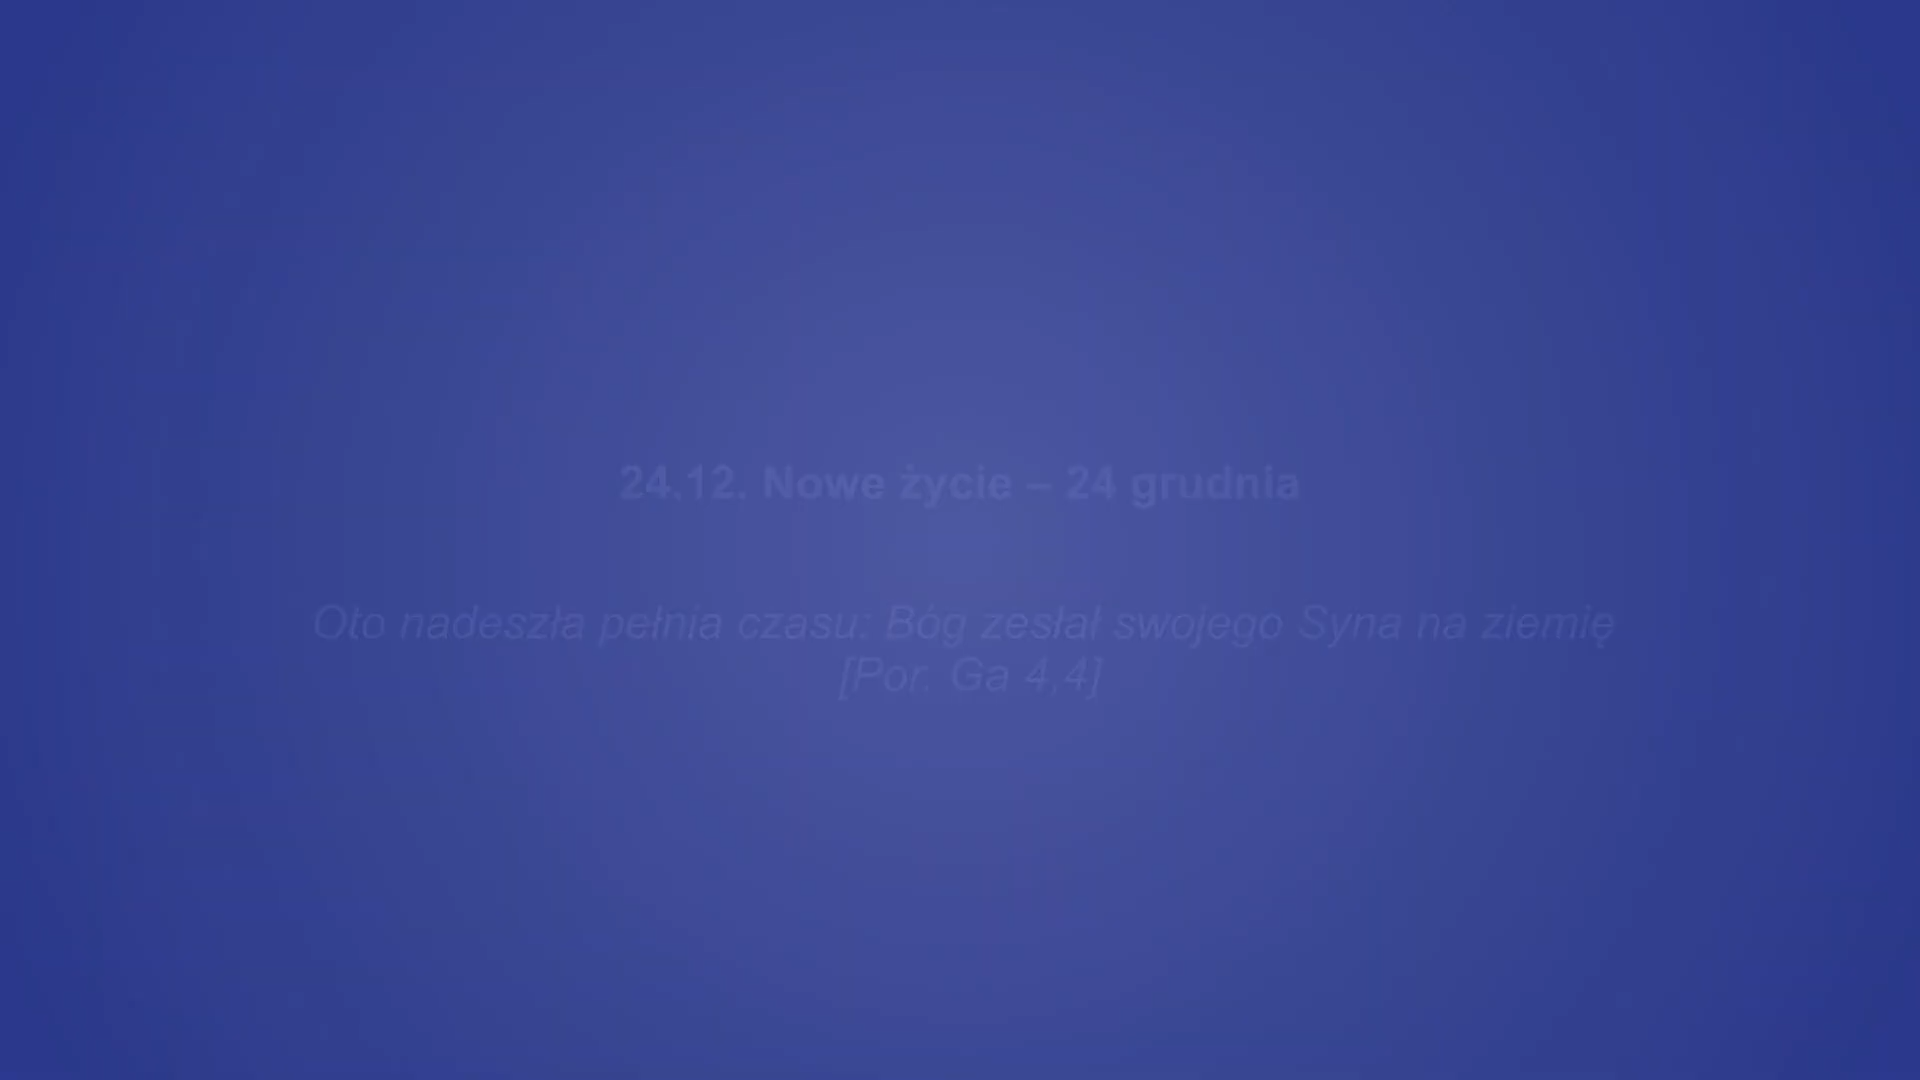 24.12. Nowe życie – 24 grudnia
Oto nadeszła pełnia czasu: Bóg zesłał swojego Syna na ziemię
[Por. Ga 4,4]